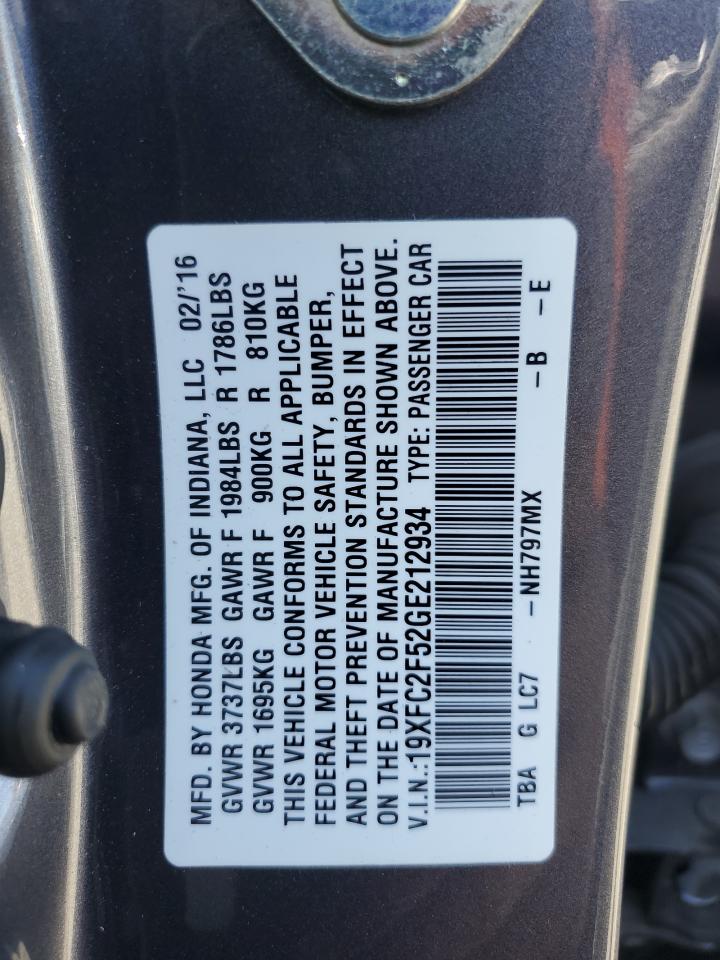 MFD. BY HONDA MFG. OF INDIANA, LLC 02/'16
GVWR 3737LBS GAWR F 1984LBS R 1786LBS
GVWR 1695KG GAWR F 900KG R 810KG
THIS VEHICLE CONFORMS TO ALL APPLICABLE
FEDERAL MOTOR VEHICLE SAFETY, BUMPER,
AND THEFT PREVENTION STANDARDS IN EFFECT
ON THE DATE OF MANUFACTURE SHOWN ABOVE.
V.I.N.:19XFC2F52GE212934 TYPE: PASSENGER CAR
TBA G LC7 -NH797MX -B -E